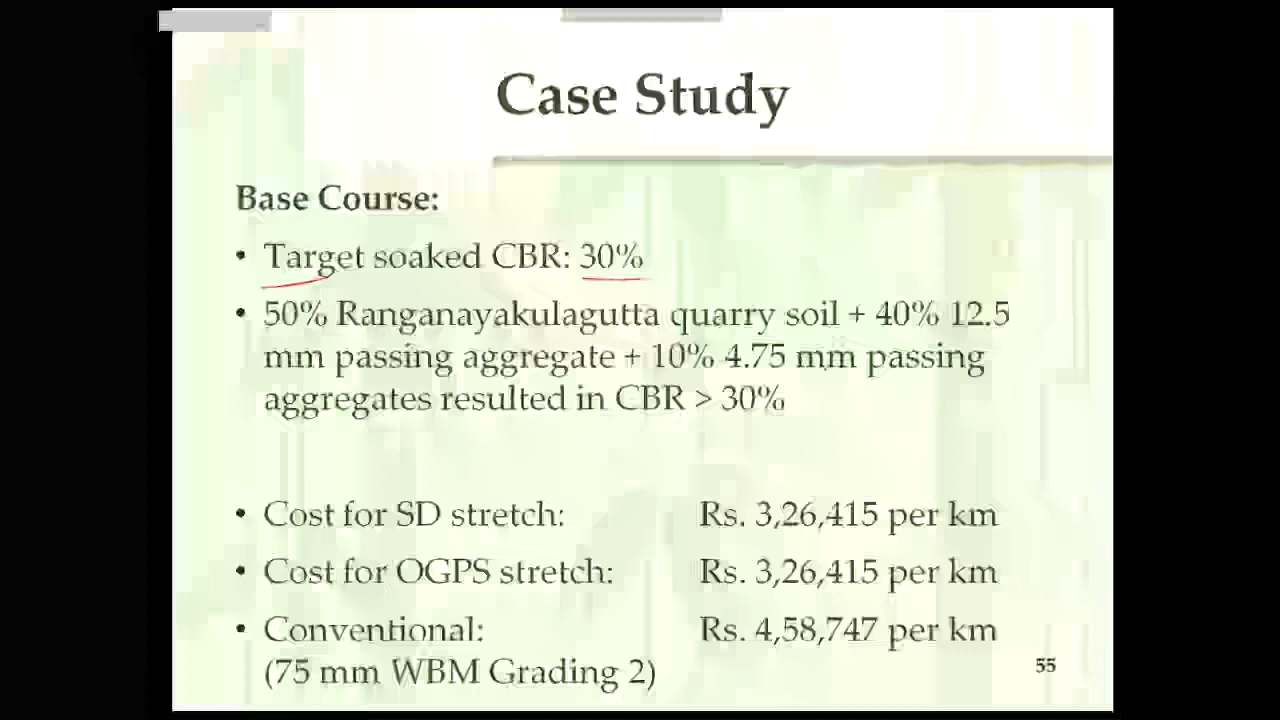 Case Study
Base Course:
• Target soaked CBR: 30%
• 50% Ranganayakulagutta quarry soil + 40% 12.5
mm passing aggregate + 10% 4.75 mm passing
aggregates resulted in CBR > 30%
• Cost for SD stretch: Rs. 3,26,415 per km
• Cost for OGPS stretch: Rs. 3,26,415 per km
• Conventional: Rs. 4,58,747 per km
(75 mm WBM Grading 2)
55